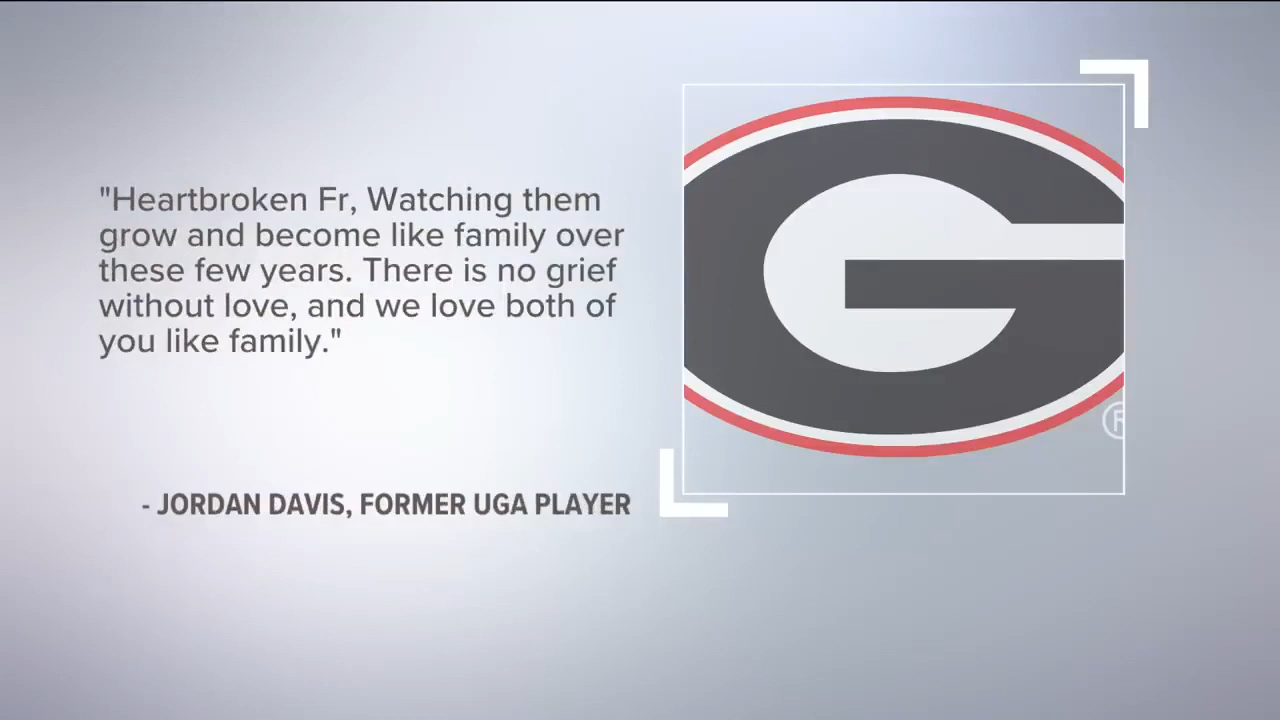 "Heartbroken Fr, Watching them
grow and become like family over
these few years. There is no grief
without love, and we love both of
you like family."
- JORDAN DAVIS, FORMER UGA PLAYER
G
®